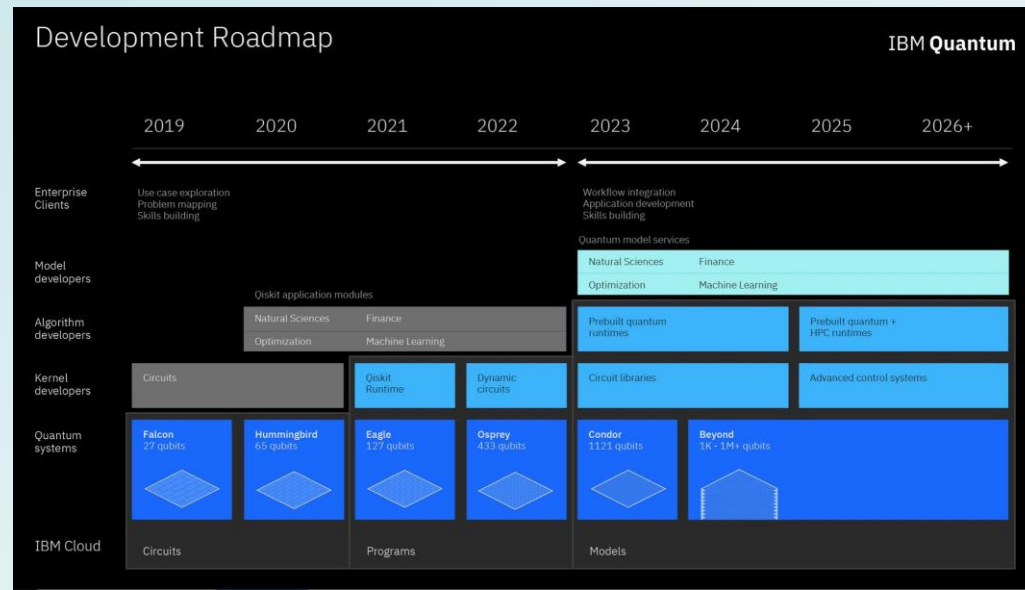 Development Roadmap
IBM Quantum
2019 2020 2021 2022 2023 2024 2025 2026+
Enterprise
Clients
Use case exploration
Problem mapping
Skills building
Workflow integration
Application development
Skills building
Quantum model services
Model
developers
Natural Sciences Finance
Optimization Machine Learning
Qiskit application modules
Algorithm
developers
Natural Sciences Finance
Optimization Machine Learning
Prebuilt quantum
runtimes
Prebuilt quantum +
HPC runtimes
Kernel
developers
Circuits
Qiskit
Runtime
Dynamic
circuits
Circuit libraries
Advanced control systems
Quantum
systems
Falcon
27 qubits
Hummingbird
65 qubits
Eagle
127 qubits
Osprey
433 qubits
Condor
1121 qubits
Beyond
1K - 1M+ qubits
IBM Cloud
Circuits
Programs
Models